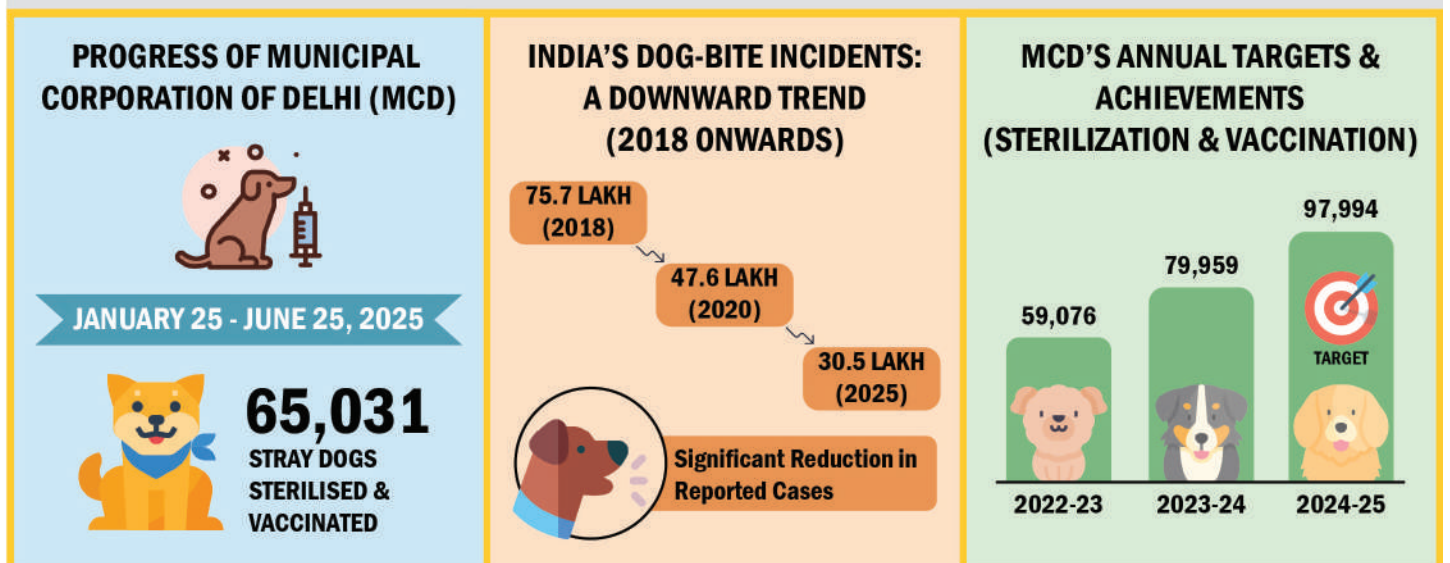 PROGRESS OF MUNICIPAL
CORPORATION OF DELHI (MCD)
JANUARY 25 - JUNE 25, 2025
65,031
STRAY DOGS
STERILISED &
VACCINATED
INDIA'S DOG-BITE INCIDENTS:
A DOWNWARD TREND
(2018 ONWARDS)
75.7 LAKH
(2018)
47.6 LAKH
(2020)
30.5 LAKH
(2025)
Significant Reduction in
Reported Cases
MCD'S ANNUAL TARGETS &
ACHIEVEMENTS
(STERILIZATION & VACCINATION)
59,076
79,959
97,994
TARGET
2022-23
2023-24
2024-25